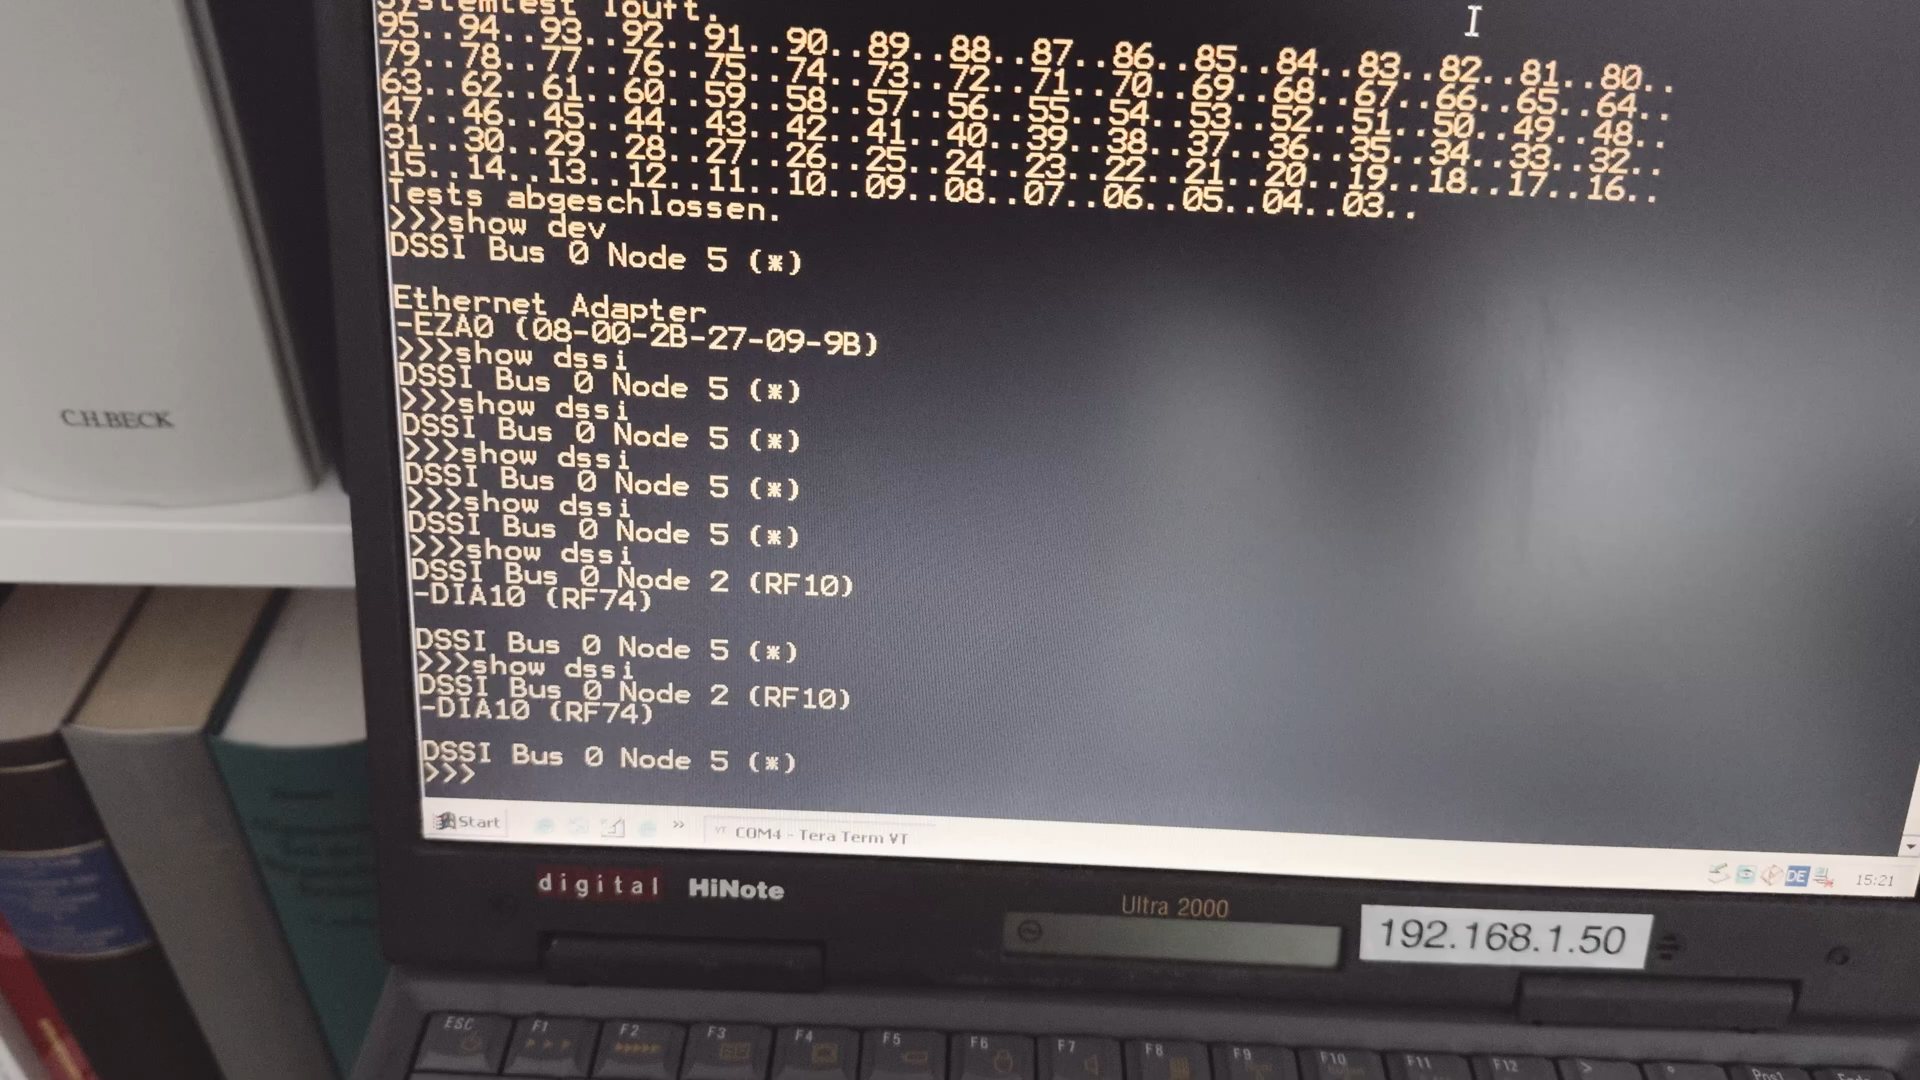 Systemtest louft.
95..94..93..92..91..90..89..88..87..86..85..84..83..82..81..80..
79..78..77..76..75..74..73..72..71..70..69..68..67..66..65..64..
63..62..61..60..59..58..57..56..55..54..53..52..51..50..49..48..
47..46..45..44..43..42..41..40..39..38..37..36..35..34..33..32..
31..30..29..28..27..26..25..24..23..22..21..20..19..18..17..16..
15..14..13..12..11..10..09..08..07..06..05..04..03..
Tests abgeschlossen.
>>>show dev
DSSI Bus 0 Node 5 (*)
Ethernet Adapter
-EZA0 (08-00-2B-27-09-9B)
>>>show dssi
DSSI Bus 0 Node 5 (*)
>>>show dssi
DSSI Bus 0 Node 5 (*)
>>>show dssi
DSSI Bus 0 Node 5 (*)
>>>show dssi
DSSI Bus 0 Node 5 (*)
>>>show dssi
DSSI Bus 0 Node 2 (RF10)
-DIA10 (RF74)
DSSI Bus 0 Node 5 (*)
>>>show dssi
DSSI Bus 0 Node 2 (RF10)
-DIA10 (RF74)
DSSI Bus 0 Node 5 (*)
>>>
C.H.BECK
Start
COM4 - Tera Term VT
DE
15:21
digital HiNote
Ultra 2000
192.168.1.50
ESC F1 F2 F3 F4 F5 F6 F7 F8 F9 F10 F11 F12
Pos1
Ende